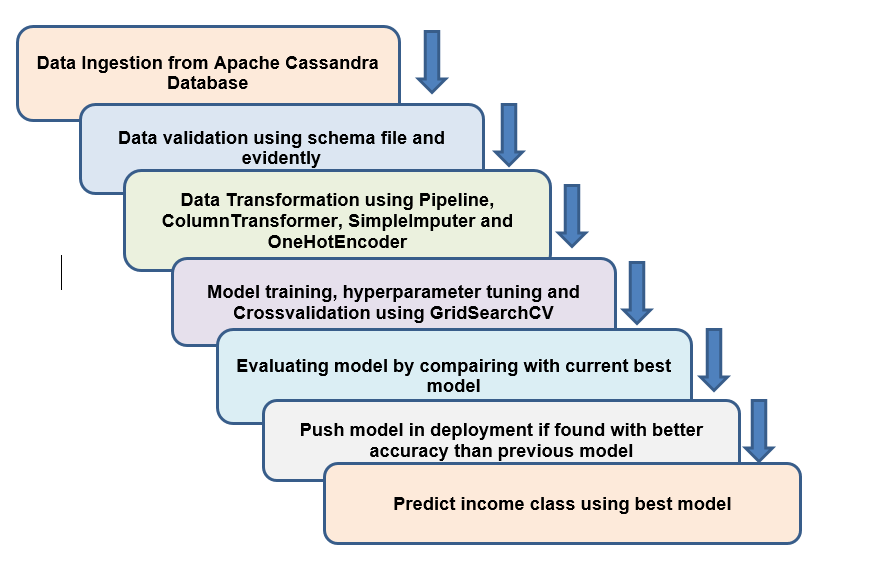 Data Ingestion from Apache Cassandra
Database
Data validation using schema file and
evidently
Data Transformation using Pipeline,
ColumnTransformer, SimpleImputer and
OneHotEncoder
Model training, hyperparameter tuning and
Crossvalidation using GridSearchCV
Evaluating model by compairing with current best
model
Push model in deployment if found with better
accuracy than previous model
Predict income class using best model